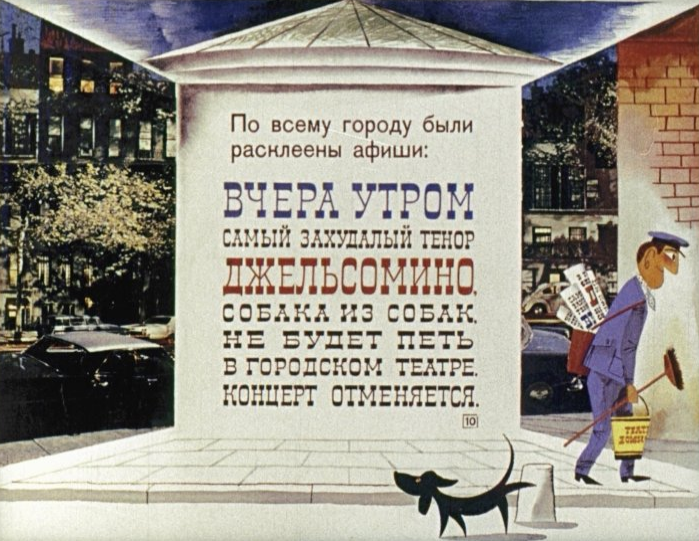 По всему городу были
расклеены афиши:
ВЧЕРА УТРОМ
САМЫЙ ЗАХУДАЛЫЙ ТЕНОР
ДЖЕЛЬСОМИНО,
СОБАКА ИЗ СОБАК,
НЕ БУДЕТ ПЕТЬ
В ГОРОДСКОМ ТЕАТРЕ.
КОНЦЕРТ ОТМЕНЯЕТСЯ.
10